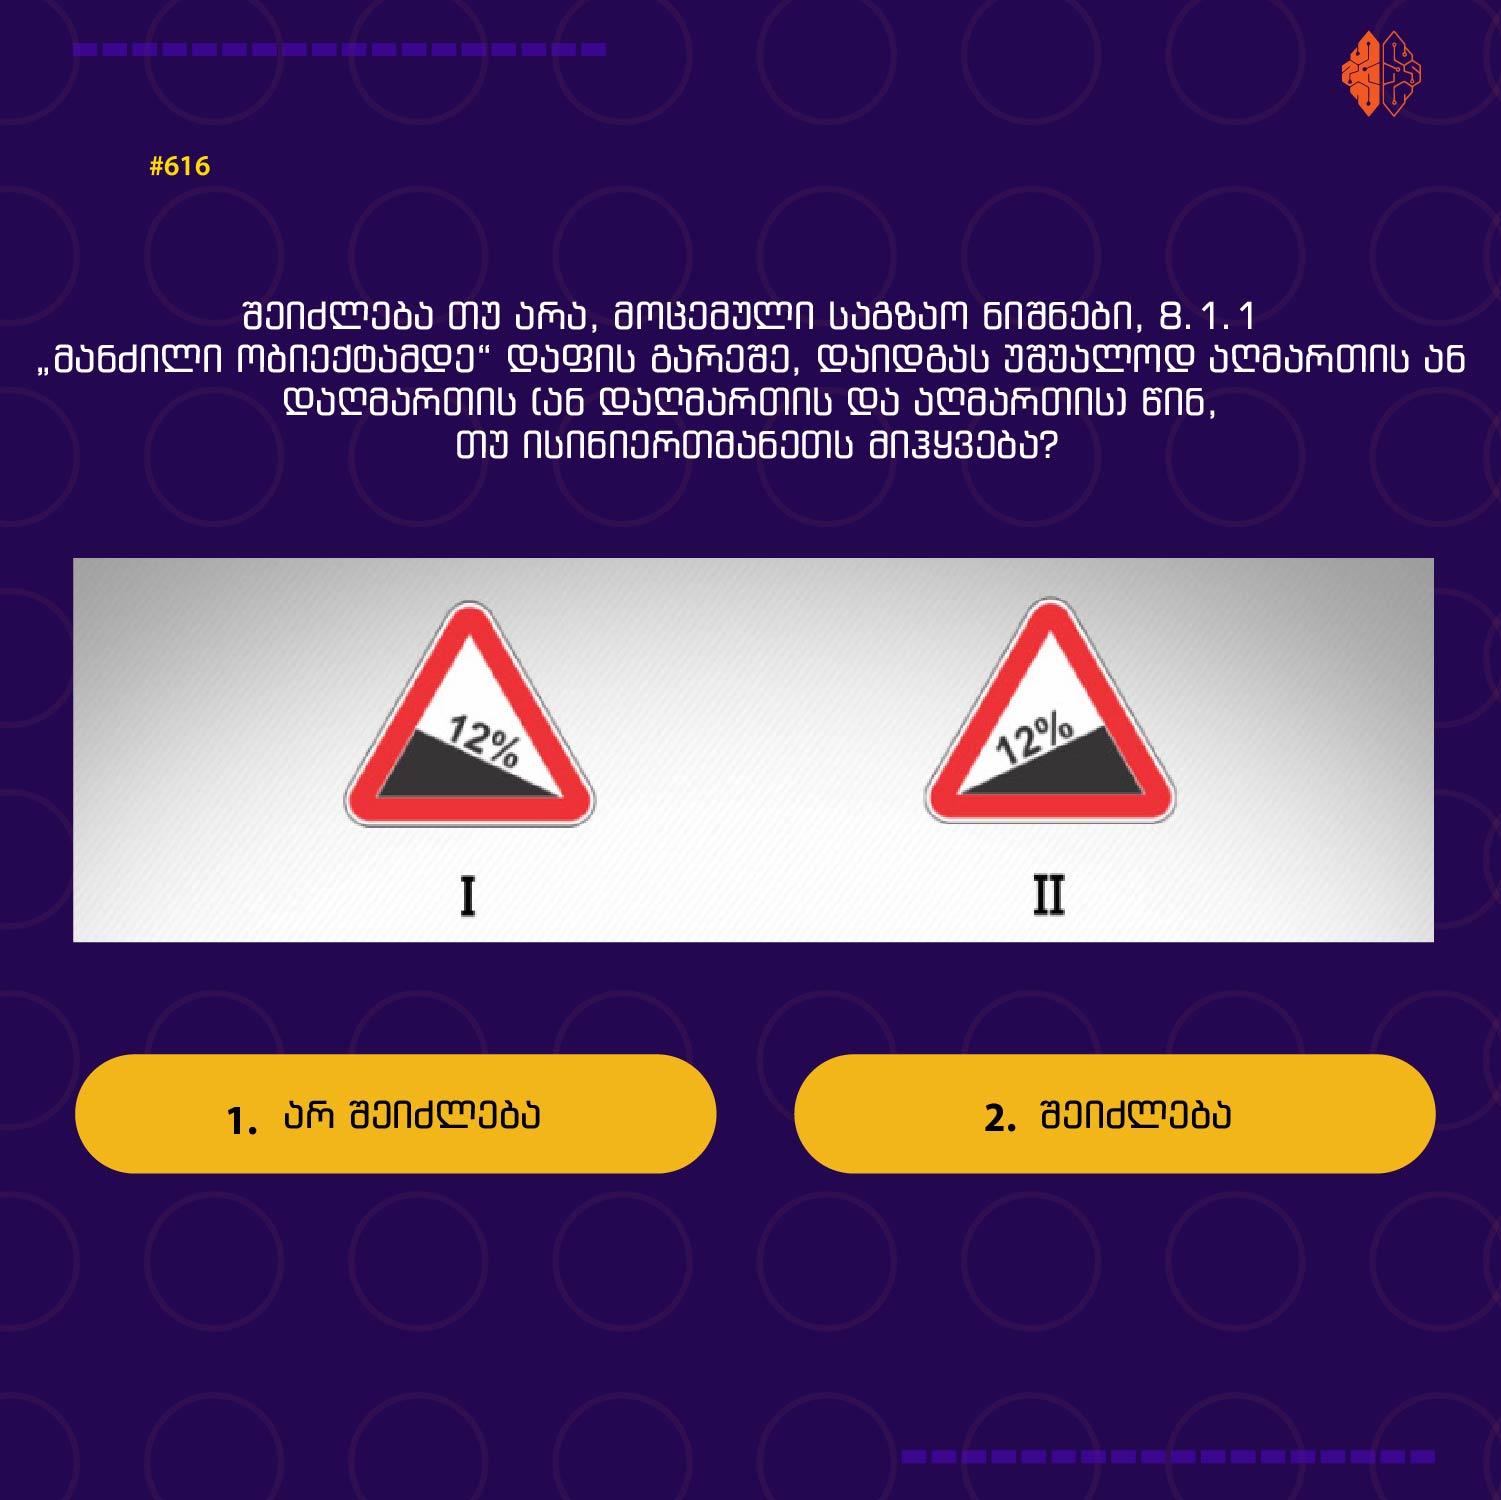 #616
შეიძლება თუ არა, მოცემული საგზაო ნიშნები, 8.1.1
„მანძილი ობიექტამდე“ დაფის გარეშე, დაიდგას უშუალოდ აღმართის ან
დაღმართის (ან დაღმართის და აღმართის) წინ,
თუ ისინიერთმანეთს მიჰყვება?
12%
12%
I
II
1. არ შეიძლება
2. შეიძლება